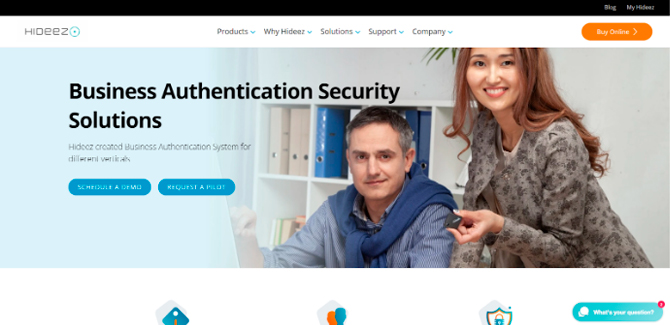 Blog My Hideez
HIDEEZ
Products Why Hideez Solutions Support Company
Buy Online
Business Authentication Security
Solutions
Hideez created Business Authentication System for
different verticals
SCHEDULE A DEMO REQUEST A PILOT
What's your question?